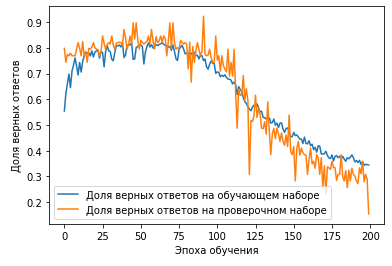 0.9
0.8
0.7
0.6
0.5
0.4
0.3
0.2
Доля верных ответов
Доля верных ответов на обучающем наборе
Доля верных ответов на проверочном наборе
0 25 50 75 100 125 150 175 200
Эпоха обучения